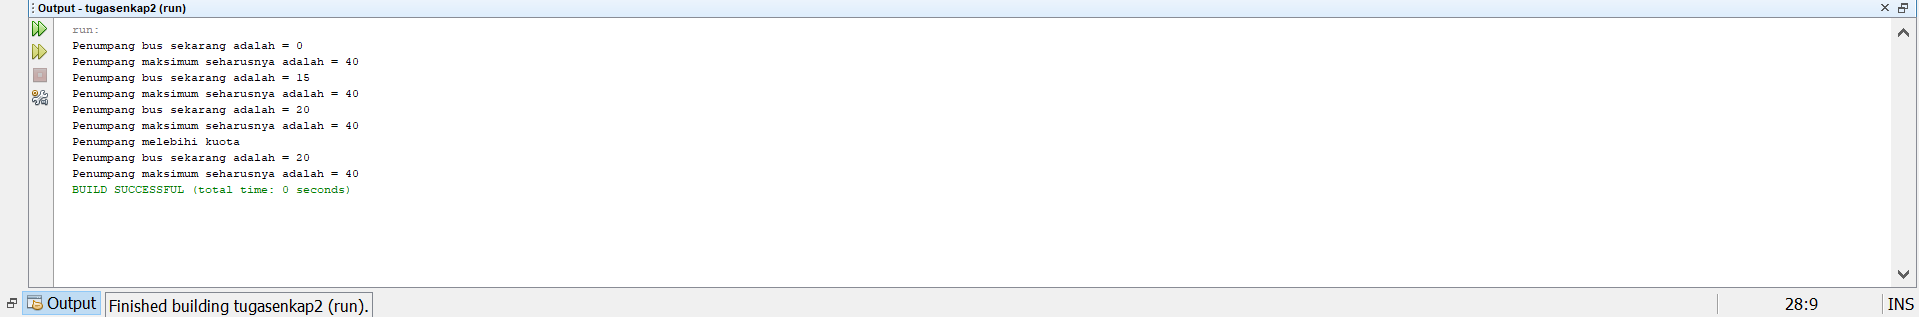 Output - tugasenkap2 (run)
run:
Penumpang bus sekarang adalah = 0
Penumpang maksimum seharusnya adalah = 40
Penumpang bus sekarang adalah = 15
Penumpang maksimum seharusnya adalah = 40
Penumpang bus sekarang adalah = 20
Penumpang maksimum seharusnya adalah = 40
Penumpang melebihi kuota
Penumpang bus sekarang adalah = 20
Penumpang maksimum seharusnya adalah = 40
BUILD SUCCESSFUL (total time: 0 seconds)
Output Finished building tugasenkap2 (run). 28:9 INS